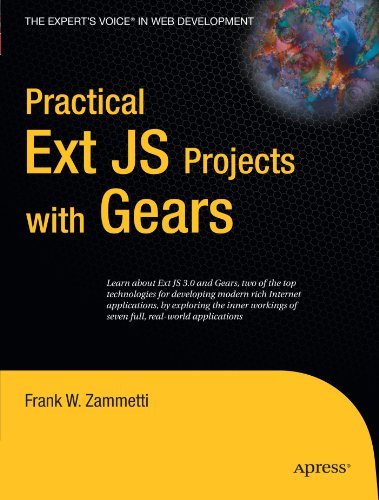 THE EXPERT'S VOICE® IN WEB DEVELOPMENT
Practical
Ext JS Projects
with Gears
Learn about Ext JS 3.0 and Gears, two of the top
technologies for developing modern rich Internet
applications, by exploring the inner workings of
seven full, real-world applications
Frank W. Zammetti
Apress®